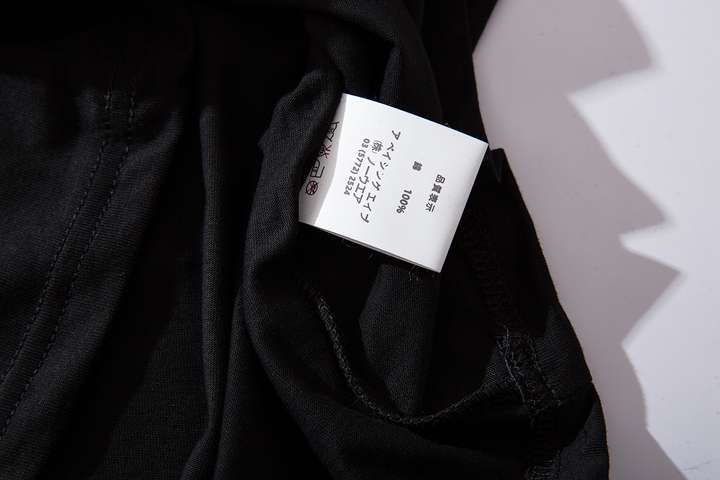 品質表示
綿 100%
ア ベイシング エイプ
(株) ノーウエア
03 (5772) 2524